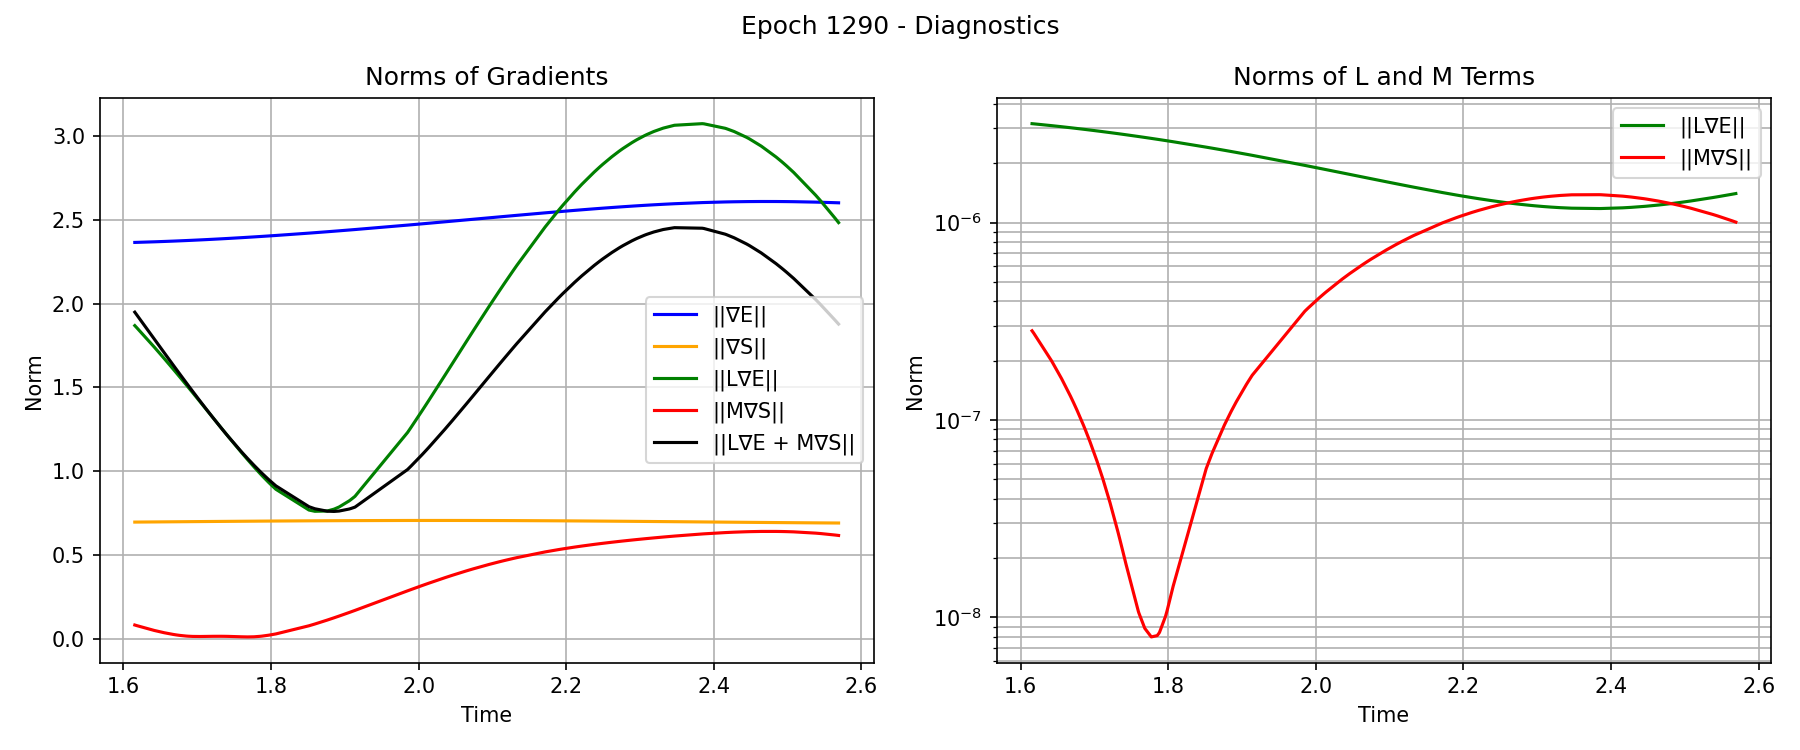 Epoch 1290 - Diagnostics
Norms of Gradients
Norm
3.0
2.5
2.0
1.5
1.0
0.5
0.0
||∇E||
||∇S||
||L∇E||
||M∇S||
||L∇E + M∇S||
1.6 1.8 2.0 2.2 2.4 2.6
Time
Norms of L and M Terms
Norm
10⁻⁶
10⁻⁷
10⁻⁸
||L∇E||
||M∇S||
1.6 1.8 2.0 2.2 2.4 2.6
Time